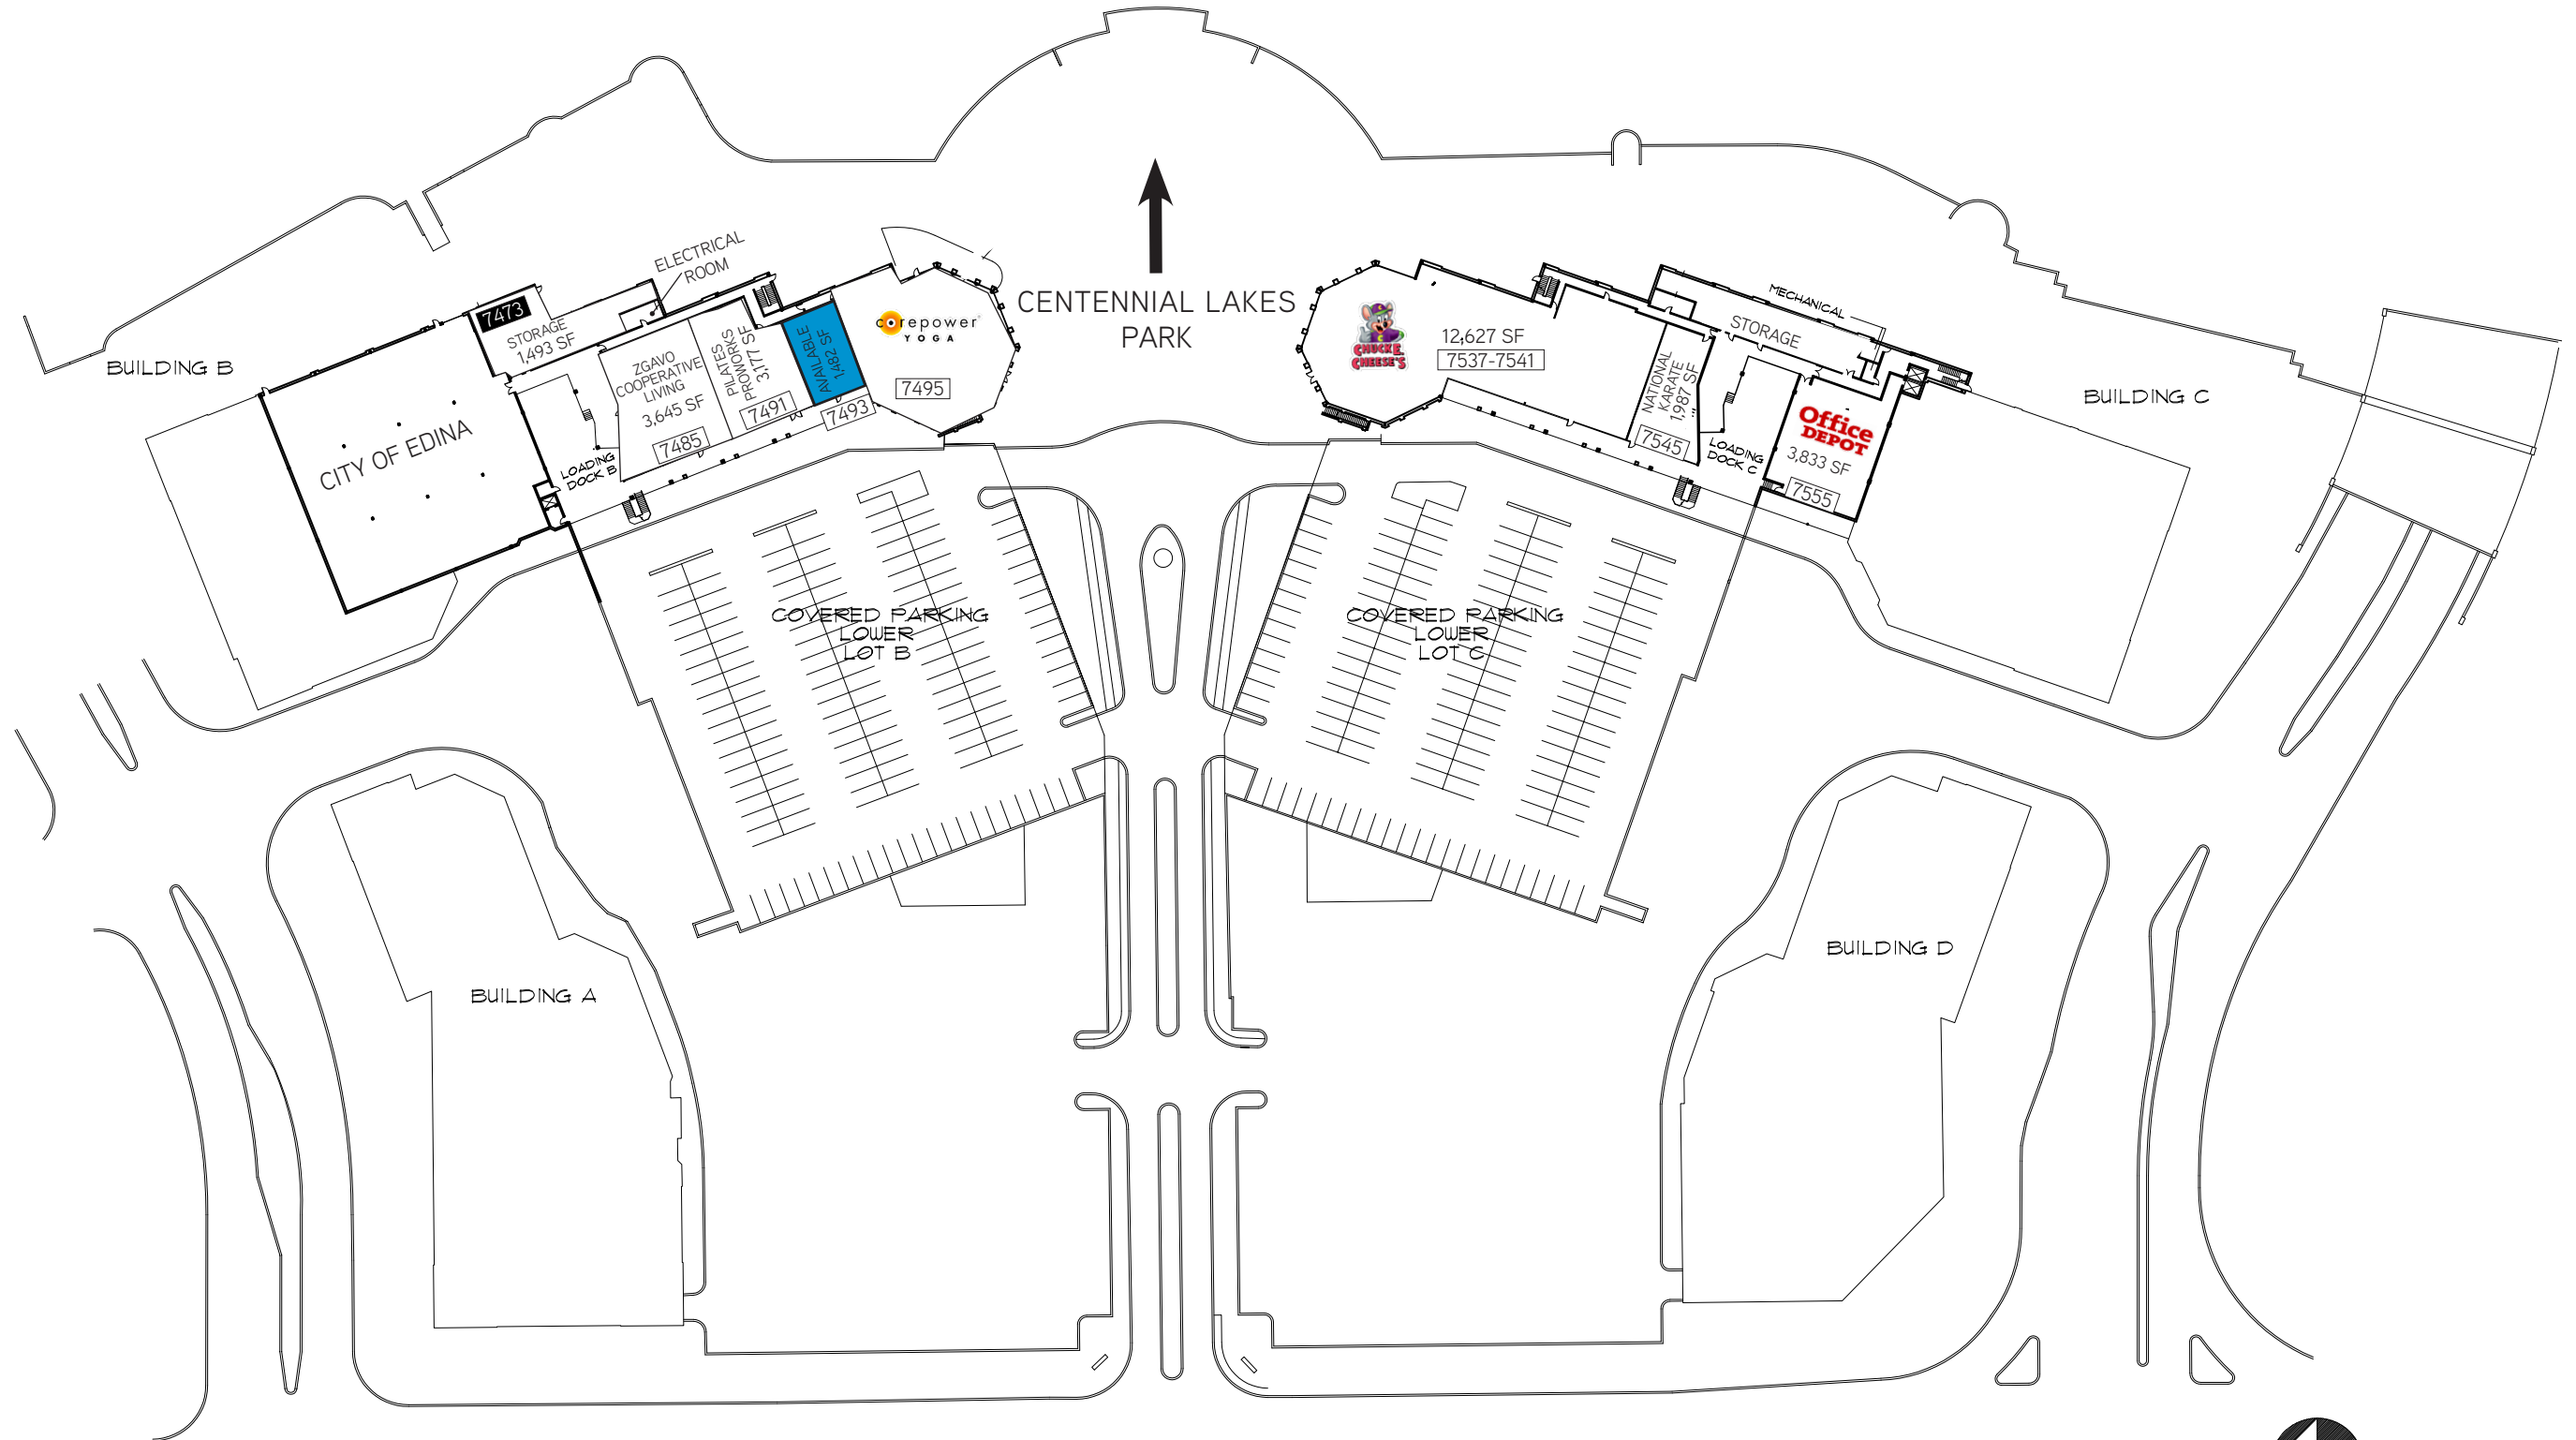 ELECTRICAL
ROOM
CENTENNIAL LAKES
PARK
BUILDING B
7473
STORAGE
1,493 SF
CITY OF EDINA
LOADING
DOCK B
ZGAVO
COOPERATIVE
LIVING
3,645 SF
7485
PILATES
PROWORKS
3,177 SF
7491
AVAILABLE
1,482 SF
7493
corepower
YOGA
7495
CHUCK E.
CHEESE'S
12,627 SF
7537-7541
NATIONAL
KARATE
1,987 SF
7545
MECHANICAL
STORAGE
LOADING
DOCK C
Office
DEPOT
3,833 SF
7555
BUILDING C
COVERED PARKING
LOWER
LOT B
COVERED PARKING
LOWER
LOT C
BUILDING A
BUILDING D